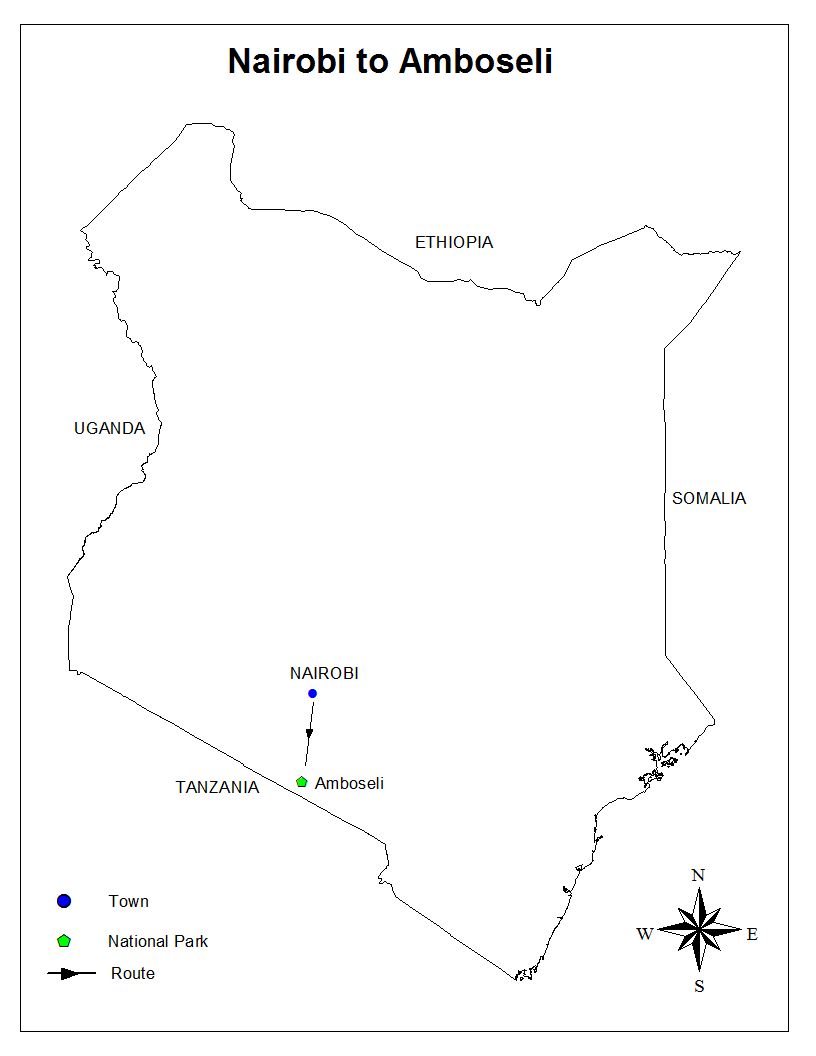 Nairobi to Amboseli
ETHIOPIA
UGANDA
SOMALIA
NAIROBI
TANZANIA
Amboseli
Town
National Park
Route
N
W
E
S